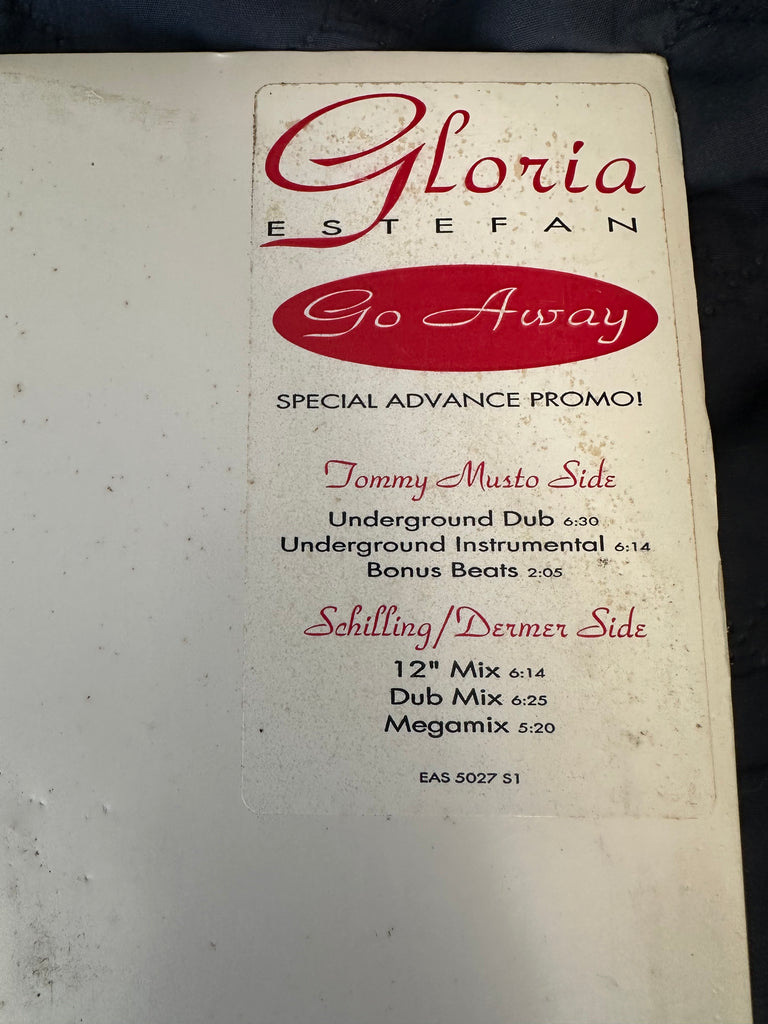 Gloria
ESTEFAN
Go Away
SPECIAL ADVANCE PROMO!
Tommy Musto Side
Underground Dub 6:30
Underground Instrumental 6:14
Bonus Beats 2:05
Schilling/Dermer Side
12" Mix 6:14
Dub Mix 6:25
Megamix 5:20
EAS 5027 S1